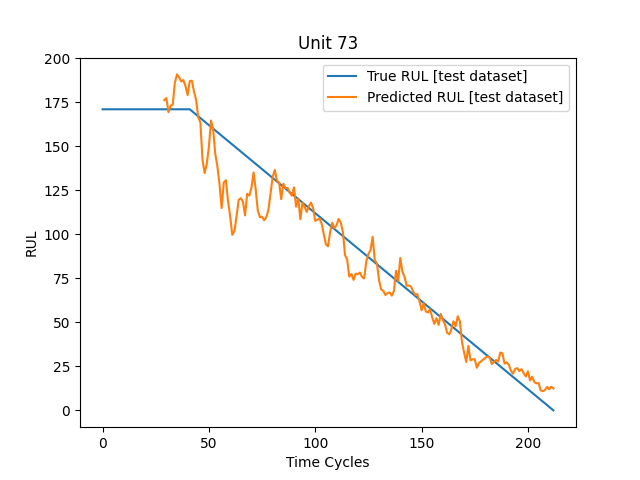 Unit 73
True RUL [test dataset]
Predicted RUL [test dataset]
RUL
200
175
150
125
100
75
50
25
0
0 50 100 150 200
Time Cycles